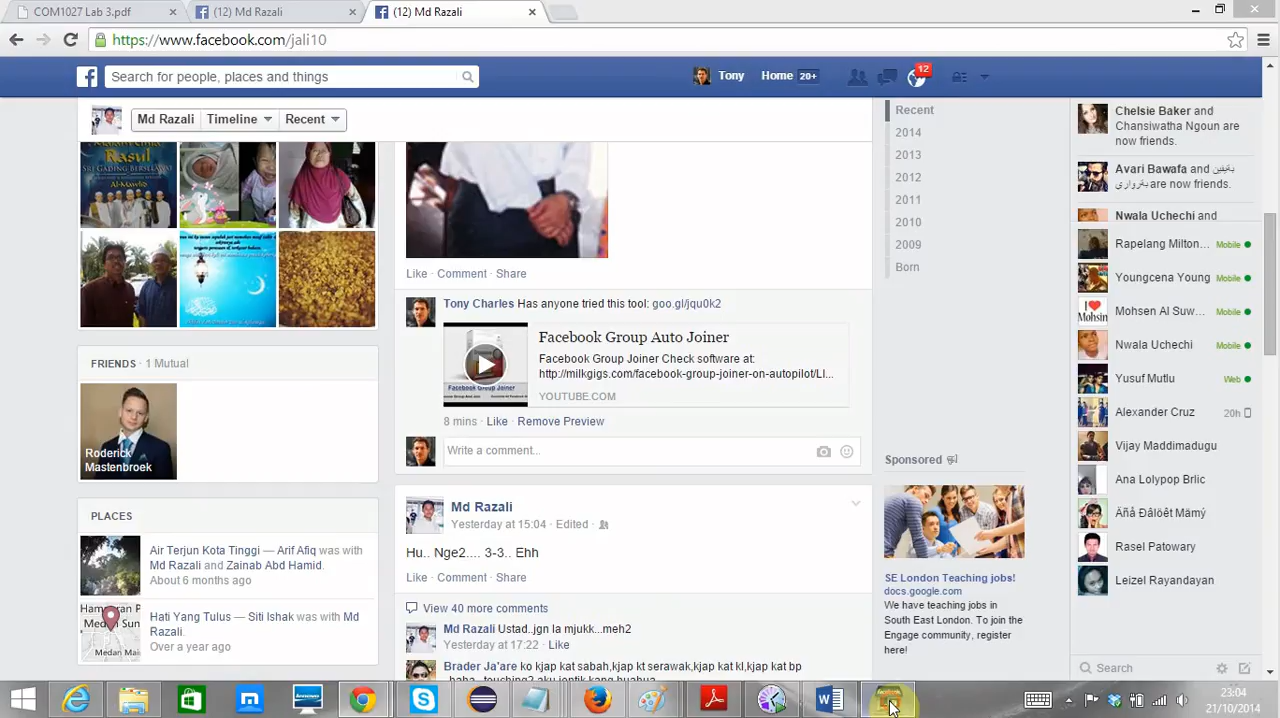 COM1027 Lab 3.pdf
(12) Md Razali
(12) Md Razali
https://www.facebook.com/jali10
Search for people, places and things
Tony
Home 20+
12
Md Razali
Timeline
Recent
Rasul
SRI GADING BERSELAWAT
FRIENDS · 1 Mutual
Roderick
Mastenbroek
PLACES
Air Terjun Kota Tinggi — Arif Afiq was with
Md Razali and Zainab Abd Hamid.
About 6 months ago
Hati Yang Tulus — Siti Ishak was with Md
Razali.
Over a year ago
Like · Comment · Share
Tony Charles Has anyone tried this tool: goo.gl/jqu0k2
Facebook Group Joiner
Facebook Group Auto Joiner
Facebook Group Joiner Check software at:
http://milkgigs.com/facebook-group-joiner-on-autopilot/LI...
YOUTUBE.COM
8 mins · Like · Remove Preview
Write a comment...
Md Razali
Yesterday at 15:04 · Edited ·
Hu.. Nge2.... 3-3.. Ehh
Like · Comment · Share
View 40 more comments
Md Razali Ustad..jgn la mjukk...meh2
Yesterday at 17:22 · Like
Brader Ja'are ko kjap kat sabah,kjap kt serawak,kjap kat kl,kjap kat bp
Recent
2014
2013
2012
2011
2010
2009
Born
Sponsored
SE London Teaching jobs!
docs.google.com
We have teaching jobs in
South East London. To join the
Engage community, register
here!
Chelsie Baker and
Chansiwatha Ngoun are
now friends.
Avari Bawafa and
are now friends.
Nwala Uchechi and
Rapelang Milton... Mobile
Youngcena Young Mobile
Mohsen Al Suw... Mobile
Nwala Uchechi Mobile
Yusuf Mutlu Web
Alexander Cruz 20h
Vijay Maddimadugu
Ana Lolypop Brlic
Äñâ Ðâlöêt Mämý
Rasel Patowary
Leizel Rayandayan
Search
23:04
21/10/2014